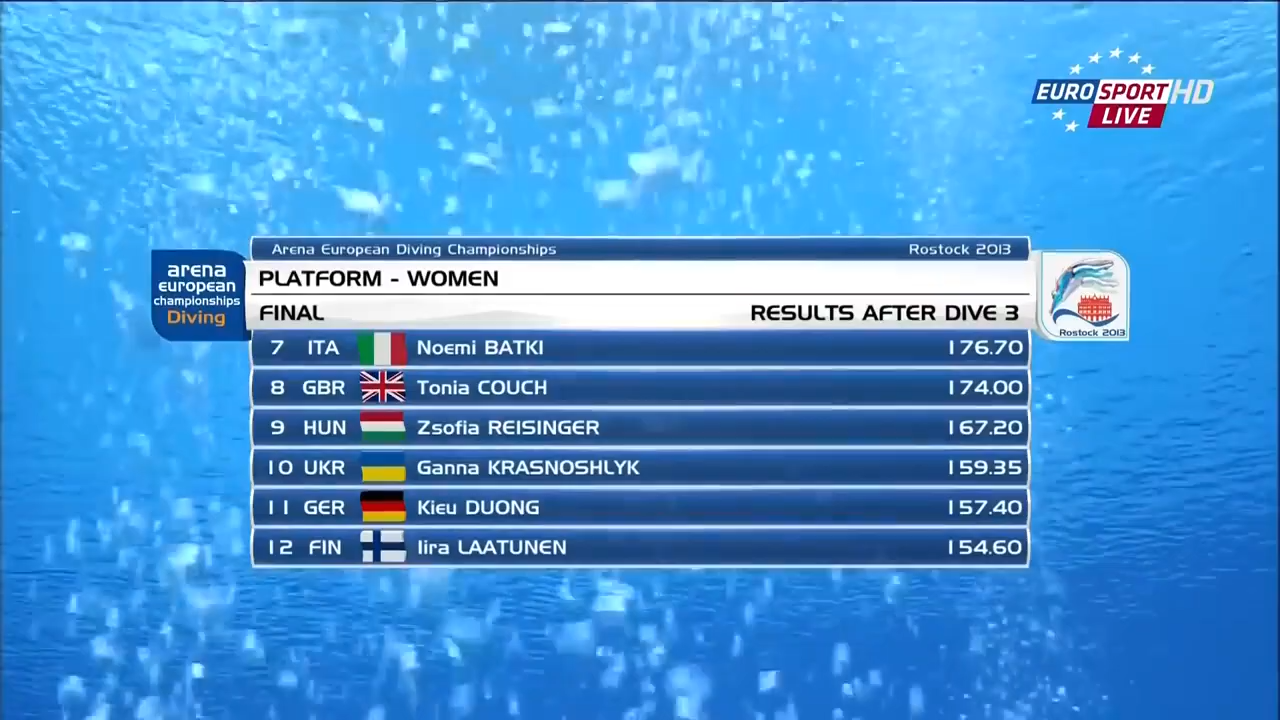 EUROSPORT HD
LIVE
Arena European Diving Championships Rostock 2013
arena
european
championships
Diving
PLATFORM - WOMEN
FINAL RESULTS AFTER DIVE 3
Rostock 2013
7 ITA Noemi BATKI 176.70
8 GBR Tonia COUCH 174.00
9 HUN Zsofia REISINGER 167.20
10 UKR Ganna KRASNOSHLYK 159.35
11 GER Kieu DUONG 157.40
12 FIN Iira LAATUNEN 154.60